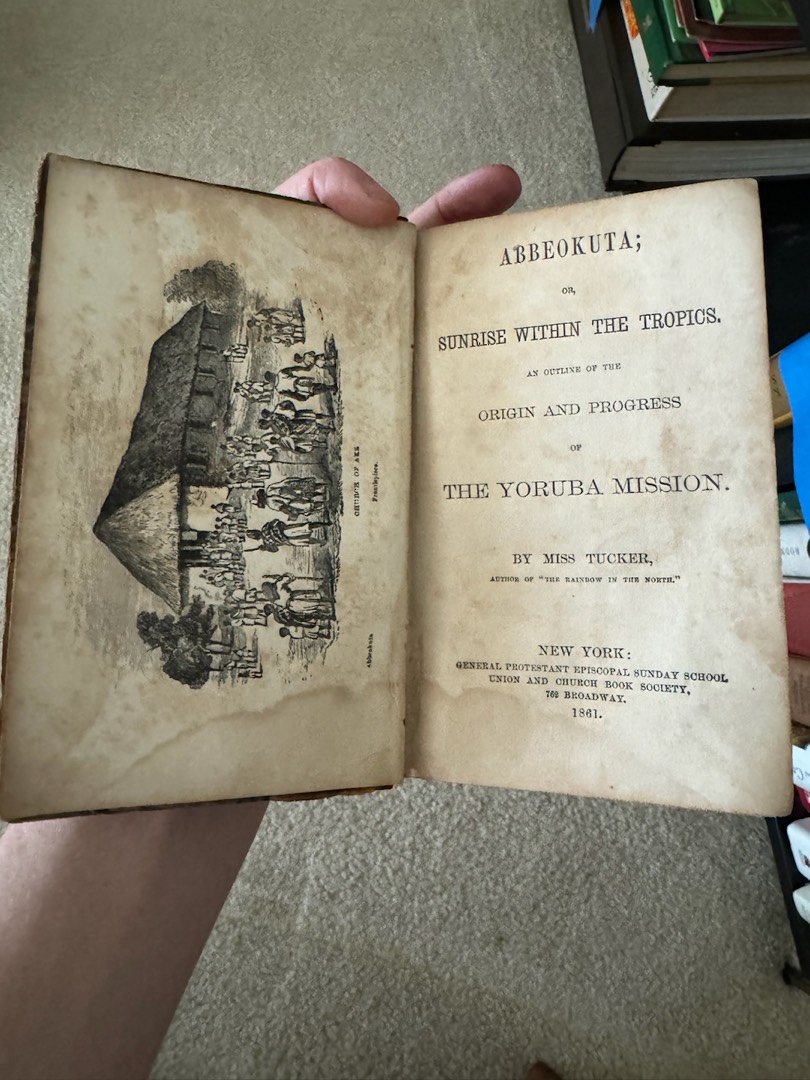 CHURCH OF AKE
Frontispiece.
Abbeokuta
ABBEOKUTA;
OR,
SUNRISE WITHIN THE TROPICS.
AN OUTLINE OF THE
ORIGIN AND PROGRESS
OF
THE YORUBA MISSION.
BY MISS TUCKER,
AUTHOR OF "THE RAINBOW IN THE NORTH."
NEW YORK:
GENERAL PROTESTANT EPISCOPAL SUNDAY SCHOOL
UNION AND CHURCH BOOK SOCIETY,
762 BROADWAY.
1861.